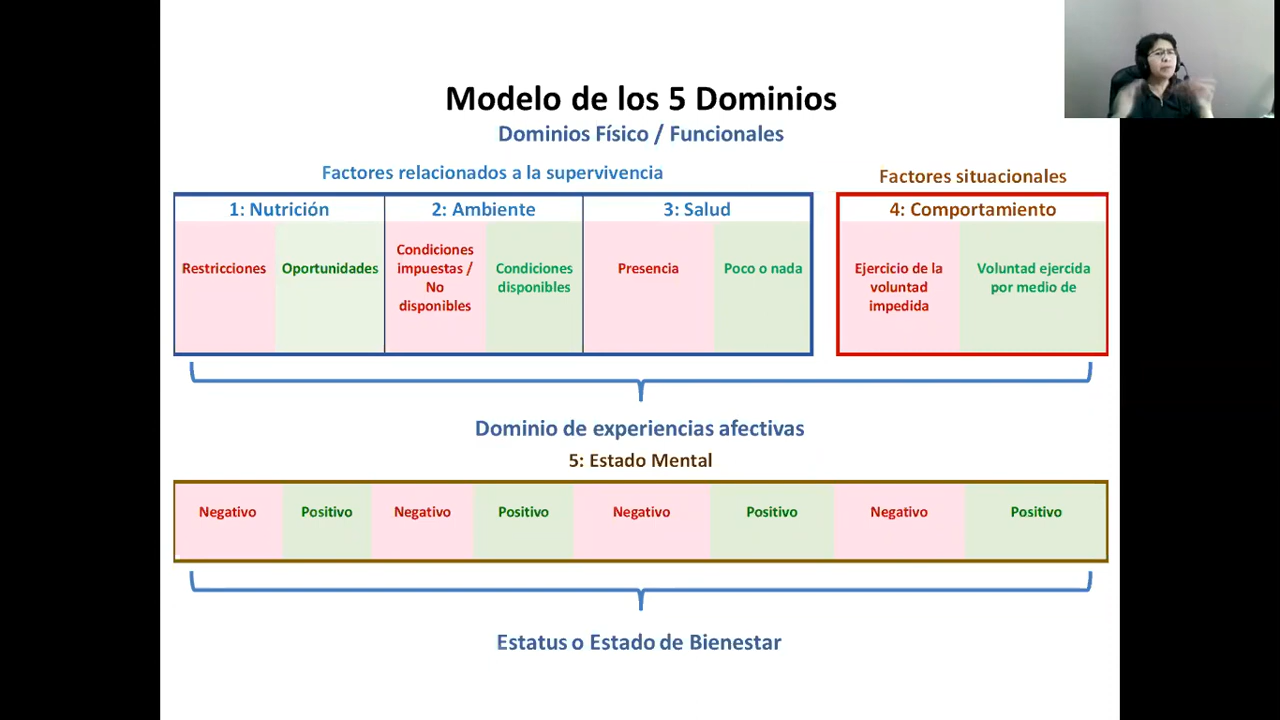 Modelo de los 5 Dominios
Dominios Físico / Funcionales
Factores relacionados a la supervivencia
Factores situacionales
1: Nutrición
2: Ambiente
3: Salud
4: Comportamiento
Restricciones
Oportunidades
Condiciones
impuestas /
No
disponibles
Condiciones
disponibles
Presencia
Poco o nada
Ejercicio de la
voluntad
impedida
Voluntad ejercida
por medio de
Dominio de experiencias afectivas
5: Estado Mental
Negativo
Positivo
Negativo
Positivo
Negativo
Positivo
Negativo
Positivo
Estatus o Estado de Bienestar